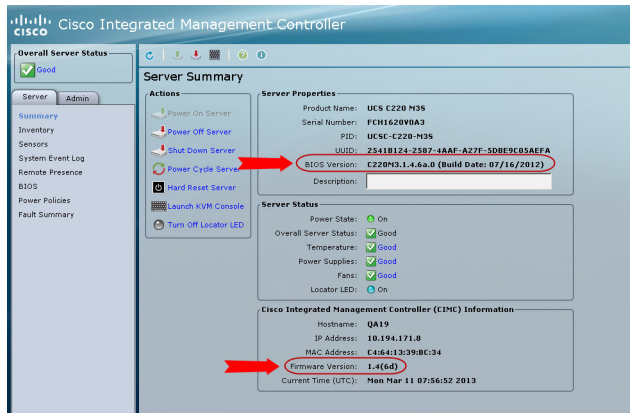 cisco Cisco Integrated Management Controller
Overall Server Status
Good
Server Admin
Summary
Inventory
Sensors
System Event Log
Remote Presence
BIOS
Power Policies
Fault Summary
Server Summary
Actions
Power On Server
Power Off Server
Shut Down Server
Power Cycle Server
Hard Reset Server
Launch KVM Console
Turn Off Locator LED
Server Properties
Product Name: UCS C220 M3S
Serial Number: FCH1620V0A3
PID: UCSC-C220-M3S
UUID: 2541B124-25B7-4AAF-A27F-5DBE9C05AEFA
BIOS Version: C220M3.1.4.6a.0 (Build Date: 07/16/2012)
Description:
Server Status
Power State: On
Overall Server Status: Good
Temperature: Good
Power Supplies: Good
Fans: Good
Locator LED: On
Cisco Integrated Management Controller (CIMC) Information
Hostname: QA19
IP Address: 10.194.171.8
MAC Address: C4:64:13:39:BC:34
Firmware Version: 1.4(6d)
Current Time (UTC): Mon Mar 11 07:56:52 2013